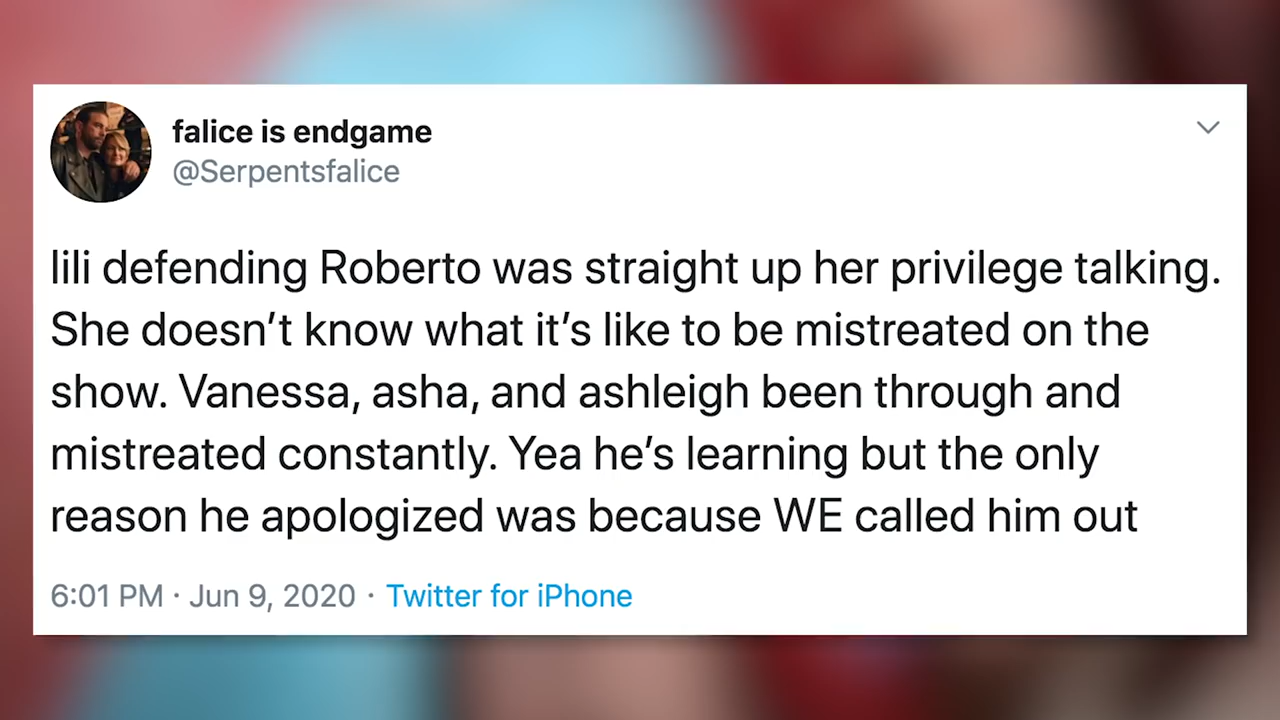 falice is endgame
@Serpentsfalice
lili defending Roberto was straight up her privilege talking.
She doesn’t know what it’s like to be mistreated on the
show. Vanessa, asha, and ashleigh been through and
mistreated constantly. Yea he’s learning but the only
reason he apologized was because WE called him out
6:01 PM · Jun 9, 2020 · Twitter for iPhone